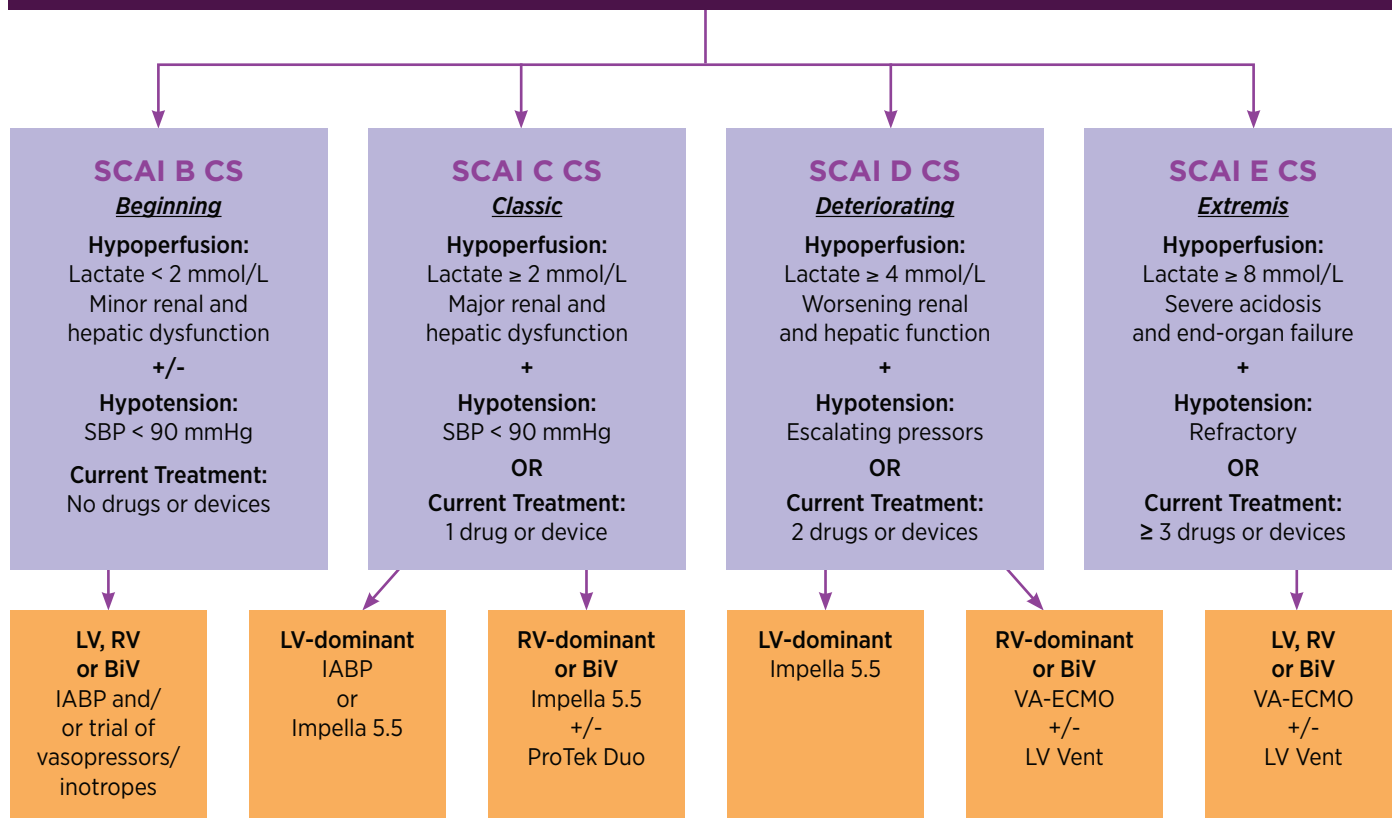 SCAI B CS
Beginning
Hypoperfusion:
Lactate < 2 mmol/L
Minor renal and
hepatic dysfunction
+/-
Hypotension:
SBP < 90 mmHg
Current Treatment:
No drugs or devices
SCAI C CS
Classic
Hypoperfusion:
Lactate ≥ 2 mmol/L
Major renal and
hepatic dysfunction
+
Hypotension:
SBP < 90 mmHg
OR
Current Treatment:
1 drug or device
SCAI D CS
Deteriorating
Hypoperfusion:
Lactate ≥ 4 mmol/L
Worsening renal
and hepatic function
+
Hypotension:
Escalating pressors
OR
Current Treatment:
2 drugs or devices
SCAI E CS
Extremis
Hypoperfusion:
Lactate ≥ 8 mmol/L
Severe acidosis
and end-organ failure
+
Hypotension:
Refractory
OR
Current Treatment:
≥ 3 drugs or devices
LV, RV
or BiV
IABP and/
or trial of
vasopressors/
inotropes
LV-dominant
IABP
or
Impella 5.5
RV-dominant
or BiV
Impella 5.5
+/-
ProTek Duo
LV-dominant
Impella 5.5
RV-dominant
or BiV
VA-ECMO
+/-
LV Vent
LV, RV
or BiV
VA-ECMO
+/-
LV Vent